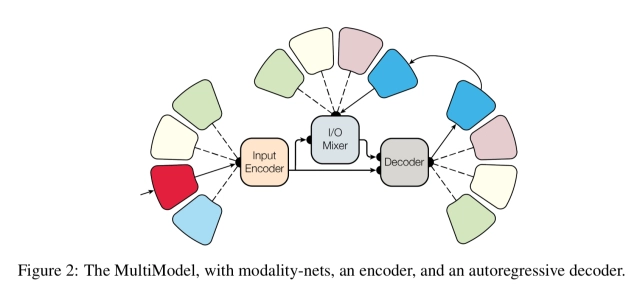 I/O
Mixer
Input
Encoder
Decoder
Figure 2: The MultiModel, with modality-nets, an encoder, and an autoregressive decoder.